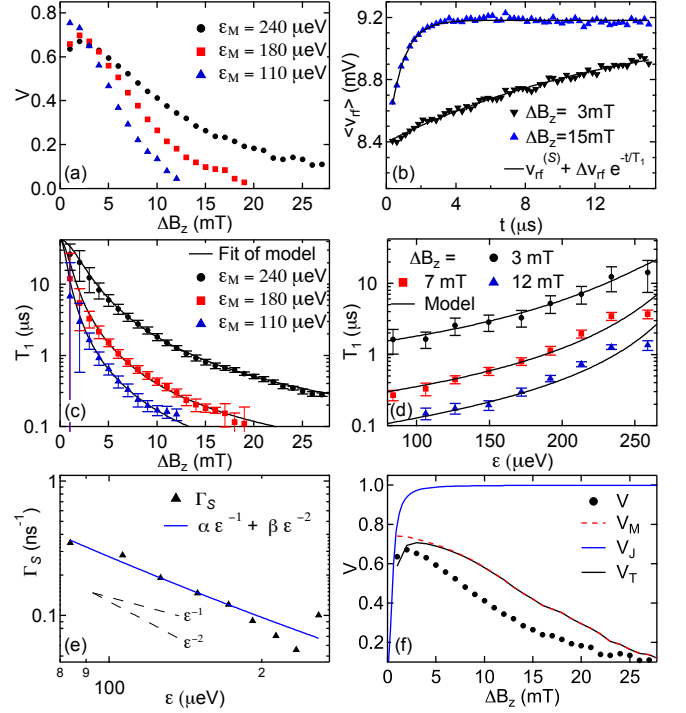 0.8
0.6
0.4
0.2
0.0
V
ε_M = 240 μeV
ε_M = 180 μeV
ε_M = 110 μeV
(a)
0 5 10 15 20 25
ΔB_z (mT)
9.2
8.8
8.4
<v_rf> (mV)
ΔB_z= 3mT
ΔB_z=15mT
v_rf^(S) + Δv_rf e^-t/T_1
(b)
0 4 8 12
t (μs)
10
1
0.1
T_1 (μs)
Fit of model
ε_M = 240 μeV
ε_M = 180 μeV
ε_M = 110 μeV
(c)
0 5 10 15 20 25
ΔB_z (mT)
10
1
0.1
T_1 (μs)
ΔB_z =
3 mT
7 mT
12 mT
Model
(d)
100 150 200 250
ε (μeV)
Γ_S (ns^-1)
0.1
Γ_S
α ε^-1 + β ε^-2
ε^-1
ε^-2
(e)
8 9
100
2
ε (μeV)
1.0
0.8
0.6
0.4
0.2
V
V
V_M
V_J
V_T
(f)
0 5 10 15 20 25
ΔB_z (mT)